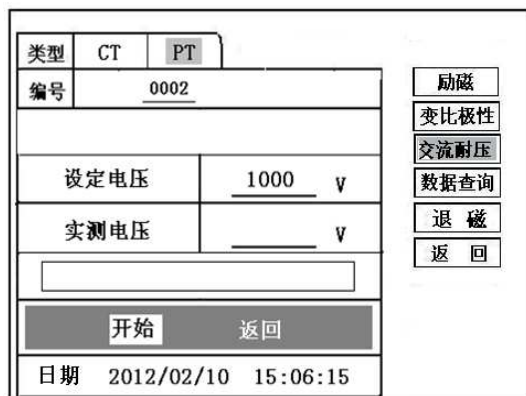 类型 CT PT
编号 0002
设定电压 1000 V
实测电压 V
开始 返回
日期 2012/02/10 15:06:15
励磁
变比极性
交流耐压
数据查询
退 磁
返 回